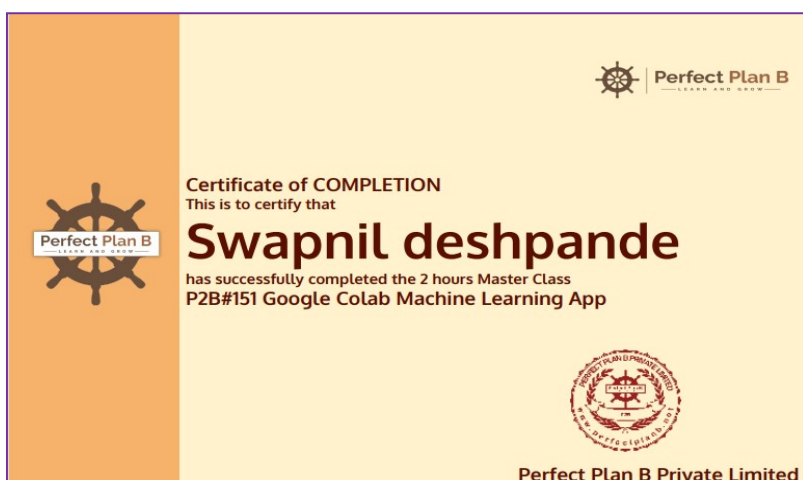 Perfect Plan B
LEARN AND GROW
Certificate of COMPLETION
This is to certify that
Perfect Plan B
LEARN AND GROW
Swapnil deshpande
has successfully completed the 2 hours Master Class
P2B#151 Google Colab Machine Learning App
PERFECT PLAN B PRIVATE LIMITED
www.perfectplanb.net
Perfect Plan B Private Limited